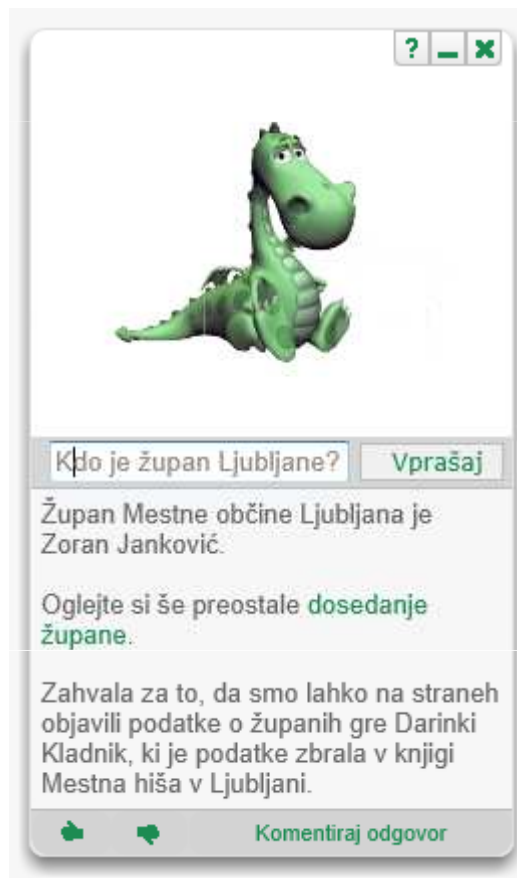 ?
Kdo je župan Ljubljane?
Vprašaj
Župan Mestne občine Ljubljana je
Zoran Janković.
Oglejte si še preostale dosedanje
župane.
Zahvala za to, da smo lahko na straneh
objavili podatke o županih gre Darinki
Kladnik, ki je podatke zbrala v knjigi
Mestna hiša v Ljubljani.
Komentiraj odgovor